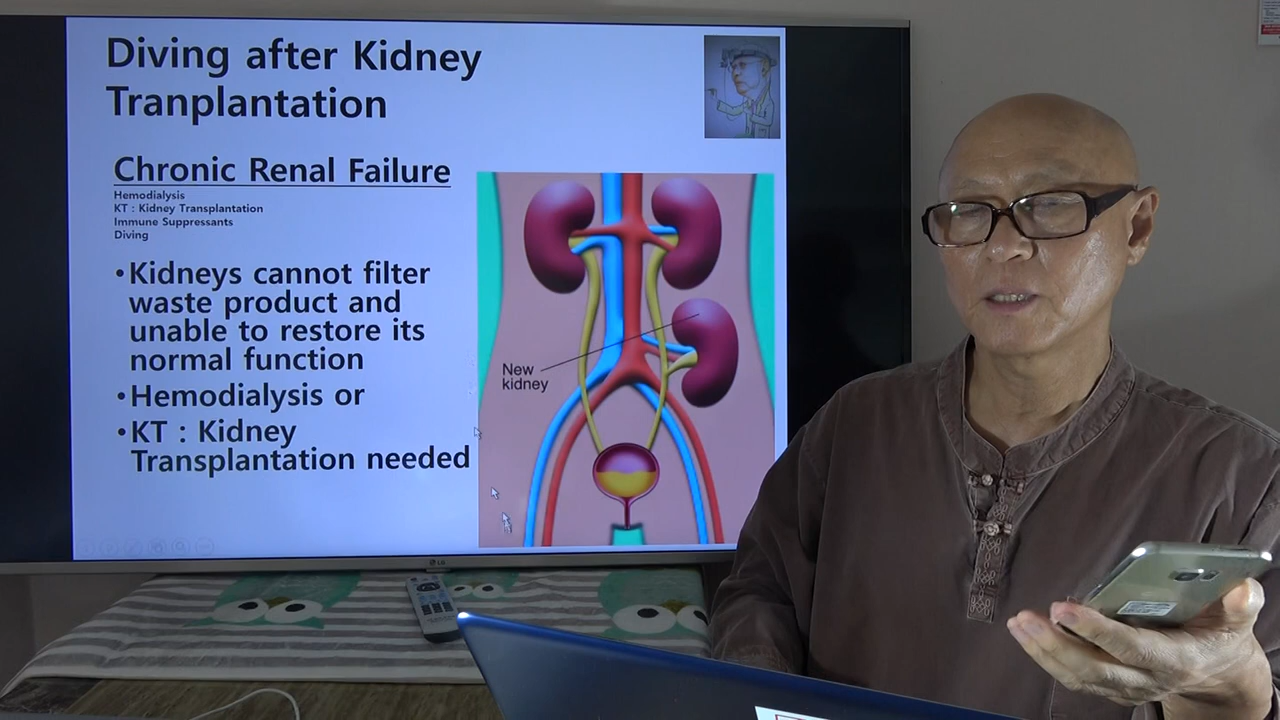 Diving after Kidney
Tranplantation
Chronic Renal Failure
Hemodialysis
KT : Kidney Transplantation
Immune Suppressants
Diving
•Kidneys cannot filter
waste product and
unable to restore its
normal function
•Hemodialysis or
•KT : Kidney
Transplantation needed
New
kidney
LG